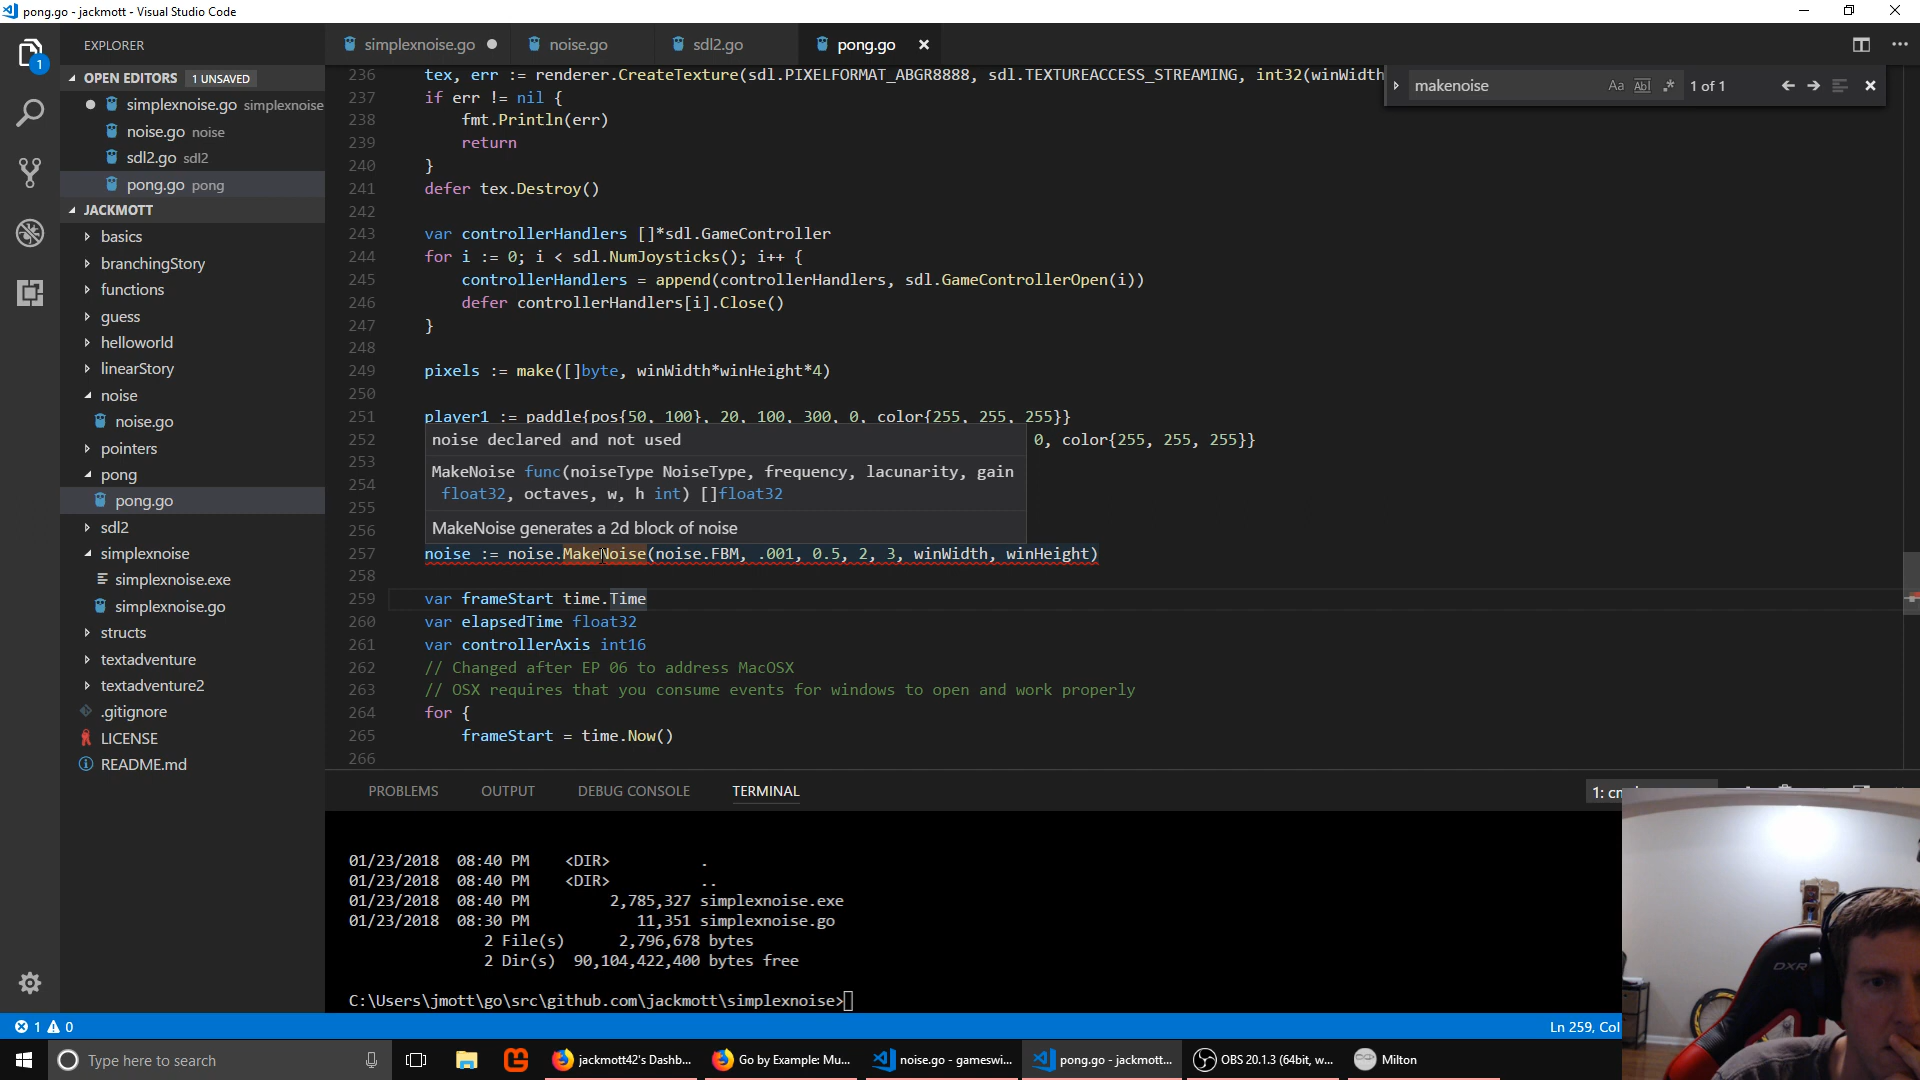 pong.go - jackmott - Visual Studio Code
EXPLORER
simplexnoise.go
noise.go
sdl2.go
pong.go
OPEN EDITORS 1 UNSAVED
simplexnoise.go simplexnoise
noise.go noise
sdl2.go sdl2
pong.go pong
JACKMOTT
basics
branchingStory
functions
guess
helloworld
linearStory
noise
noise.go
pointers
pong
pong.go
sdl2
simplexnoise
simplexnoise.exe
simplexnoise.go
structs
textadventure
textadventure2
.gitignore
LICENSE
README.md
1
makenoise Aa Abl .* 1 of 1
236 tex, err := renderer.CreateTexture(sdl.PIXELFORMAT_ABGR8888, sdl.TEXTUREACCESS_STREAMING, int32(winWidth
237 if err != nil {
238 fmt.Println(err)
239 return
240 }
241 defer tex.Destroy()
242
243 var controllerHandlers []*sdl.GameController
244 for i := 0; i < sdl.NumJoysticks(); i++ {
245 controllerHandlers = append(controllerHandlers, sdl.GameControllerOpen(i))
246 defer controllerHandlers[i].Close()
247 }
248
249 pixels := make([]byte, winWidth*winHeight*4)
250
251 player1 := paddle{pos{50, 100}, 20, 100, 300, 0, color{255, 255, 255}}
252 0, color{255, 255, 255}}
253
254
255
256
noise declared and not used
MakeNoise func(noiseType NoiseType, frequency, lacunarity, gain
float32, octaves, w, h int) []float32
MakeNoise generates a 2d block of noise
257 noise := noise.MakeNoise(noise.FBM, .001, 0.5, 2, 3, winWidth, winHeight)
258
259 var frameStart time.Time
260 var elapsedTime float32
261 var controllerAxis int16
262 // Changed after EP 06 to address MacOSX
263 // OSX requires that you consume events for windows to open and work properly
264 for {
265 frameStart = time.Now()
266
PROBLEMS OUTPUT DEBUG CONSOLE TERMINAL
01/23/2018 08:40 PM <DIR> .
01/23/2018 08:40 PM <DIR> ..
01/23/2018 08:40 PM 2,785,327 simplexnoise.exe
01/23/2018 08:30 PM 11,351 simplexnoise.go
2 File(s) 2,796,678 bytes
2 Dir(s) 90,104,422,400 bytes free
C:\Users\jmott\go\src\github.com\jackmott\simplexnoise>
DXR
1 0
Ln 259, Col
Type here to search
jackmott42's Dashb...
Go by Example: Mu...
noise.go - gameswi...
pong.go - jackmott...
OBS 20.1.3 (64bit, w...
Milton